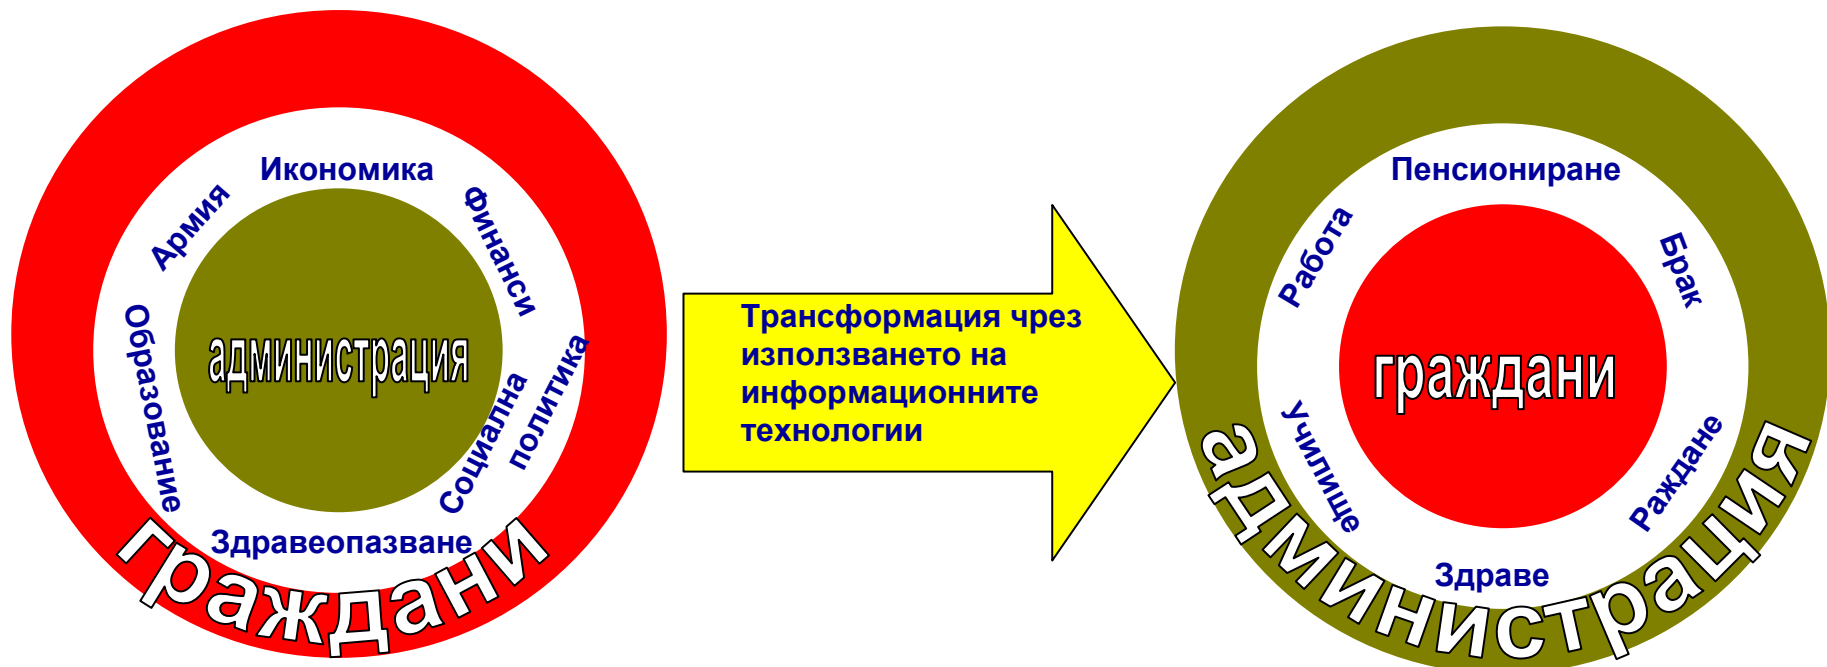 Икономика
Армия
Финанси
Образование
администрация
Социална
политика
Здравеопазване
граждани
Трансформация чрез
използването на
информационните
технологии
Пенсиониране
Работа
Брак
граждани
Училище
Раждане
Здраве
администрация